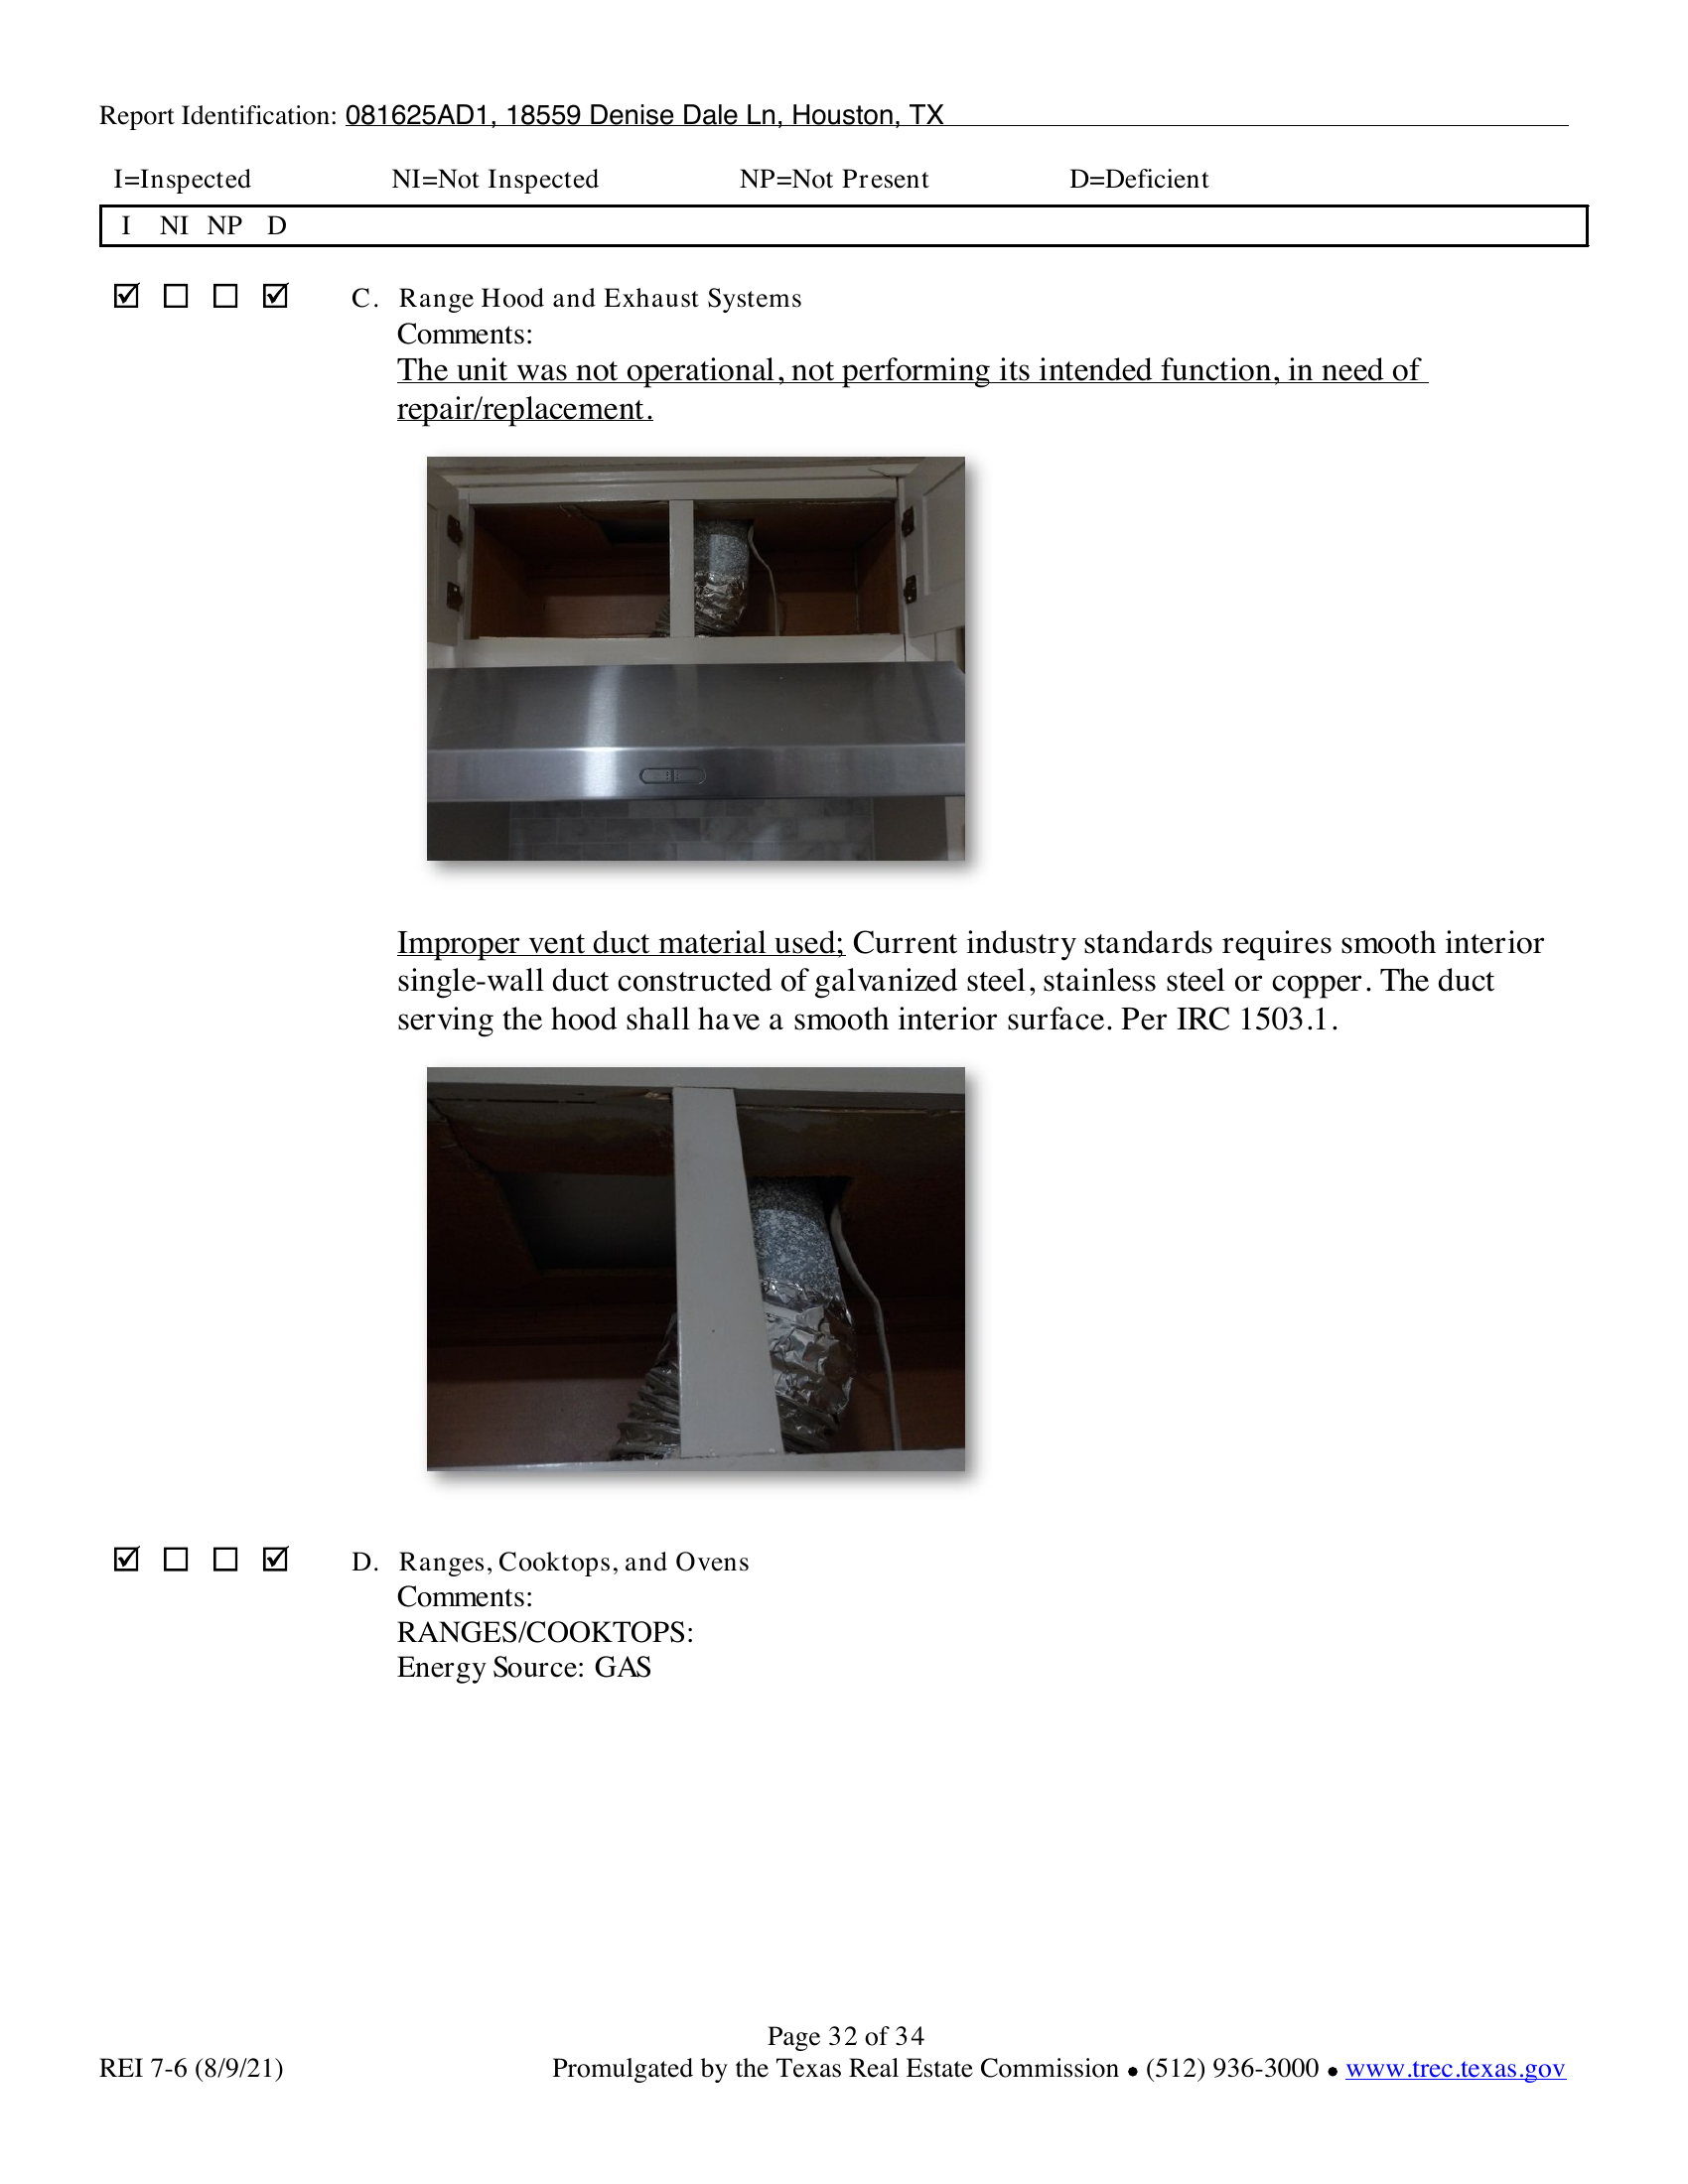 Report Identification: 081625AD1, 18559 Denise Dale Ln, Houston, TX
I=Inspected NI=Not Inspected NP=Not Present D=Deficient
I NI NP D
C. Range Hood and Exhaust Systems
Comments:
The unit was not operational, not performing its intended function, in need of
repair/replacement.
Improper vent duct material used; Current industry standards requires smooth interior
single-wall duct constructed of galvanized steel, stainless steel or copper. The duct
serving the hood shall have a smooth interior surface. Per IRC 1503.1.
D. Ranges, Cooktops, and Ovens
Comments:
RANGES/COOKTOPS:
Energy Source: GAS
Page 32 of 34
REI 7-6 (8/9/21) Promulgated by the Texas Real Estate Commission ● (512) 936-3000 ● www.trec.texas.gov